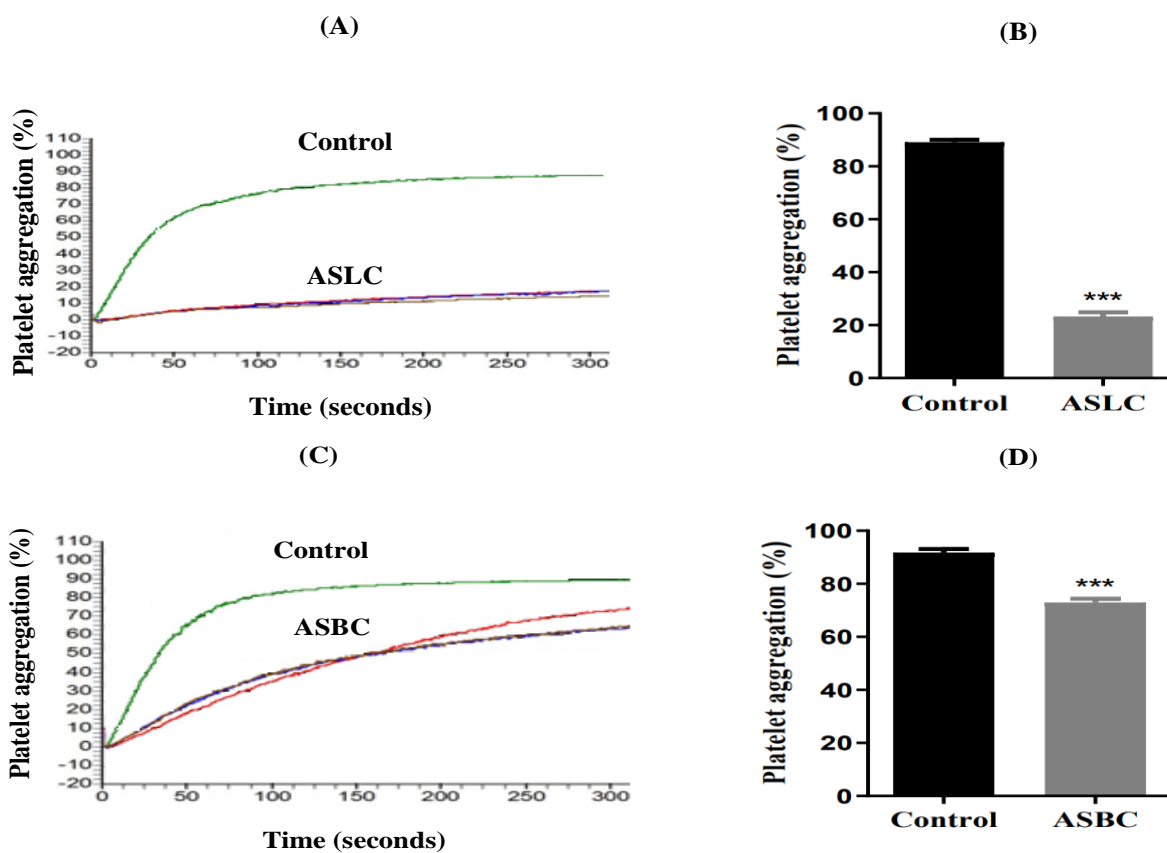 (A)
Platelet aggregation (%)
110
100
90
80
70
60
50
40
30
20
10
0
-10
-20
Control
ASLC
0 50 100 150 200 250 300
Time (seconds)
(B)
Platelet aggregation (%)
100
80
60
40
20
0
***
Control ASLC
(C)
Platelet aggregation (%)
110
100
90
80
70
60
50
40
30
20
10
0
-10
-20
Control
ASBC
0 50 100 150 200 250 300
Time (seconds)
(D)
Platelet aggregation (%)
100
80
60
40
20
0
***
Control ASBC